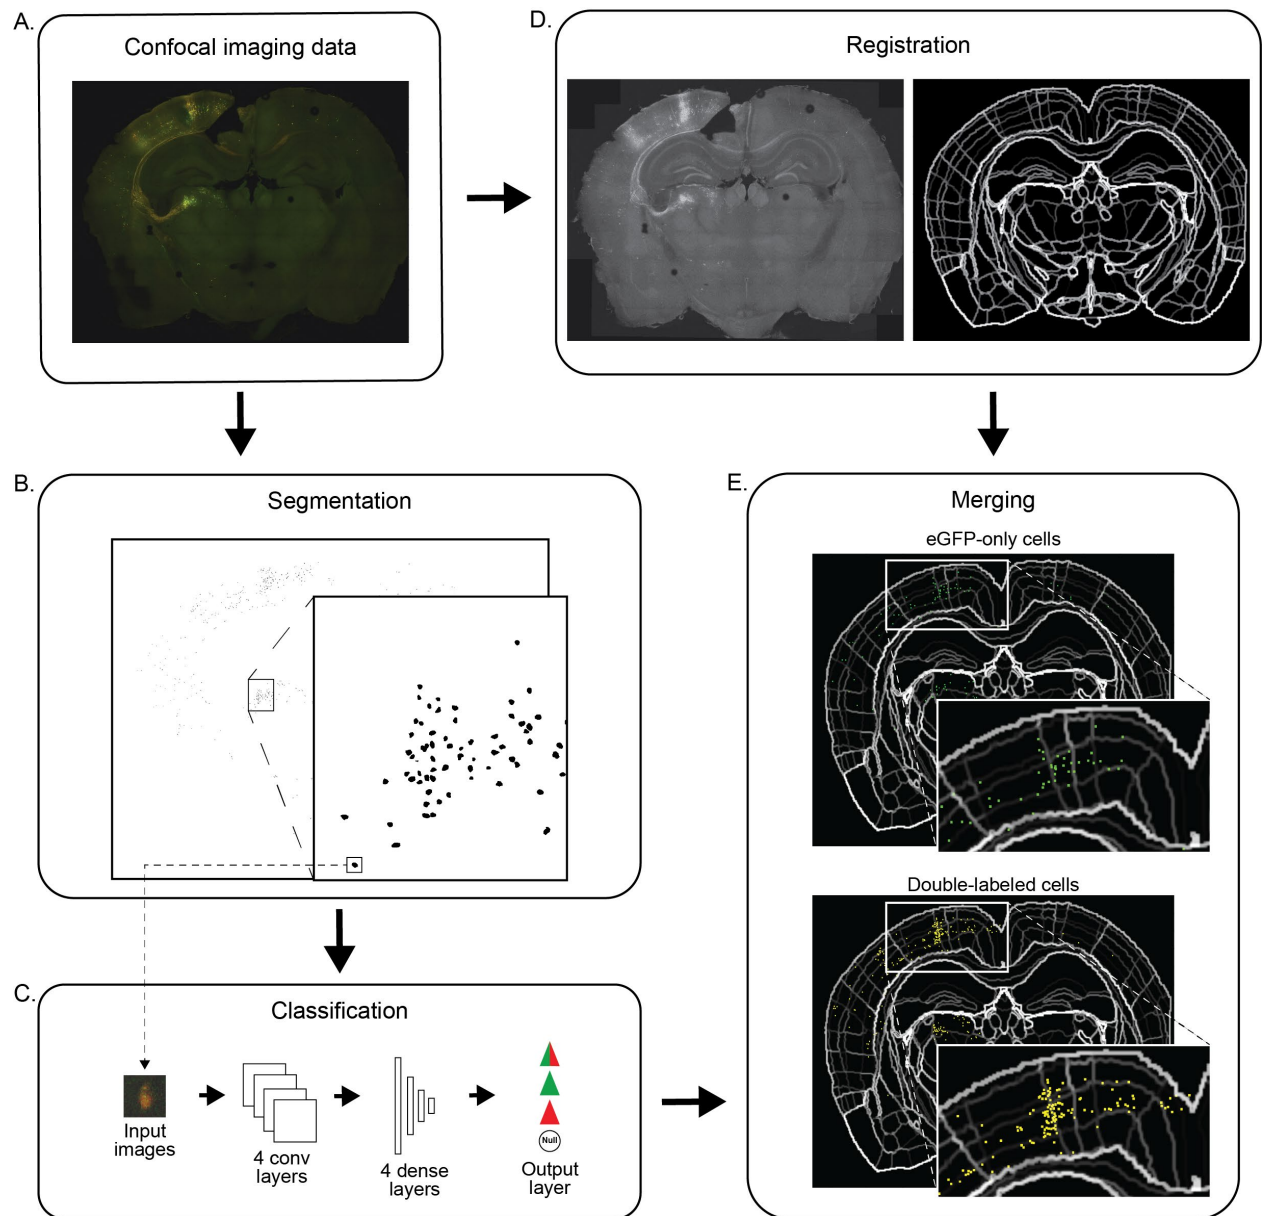 A.
Confocal imaging data
D.
Registration
B.
Segmentation
E.
Merging
eGFP-only cells
Double-labeled cells
C.
Classification
Input
images
4 conv
layers
4 dense
layers
Null
Output
layer